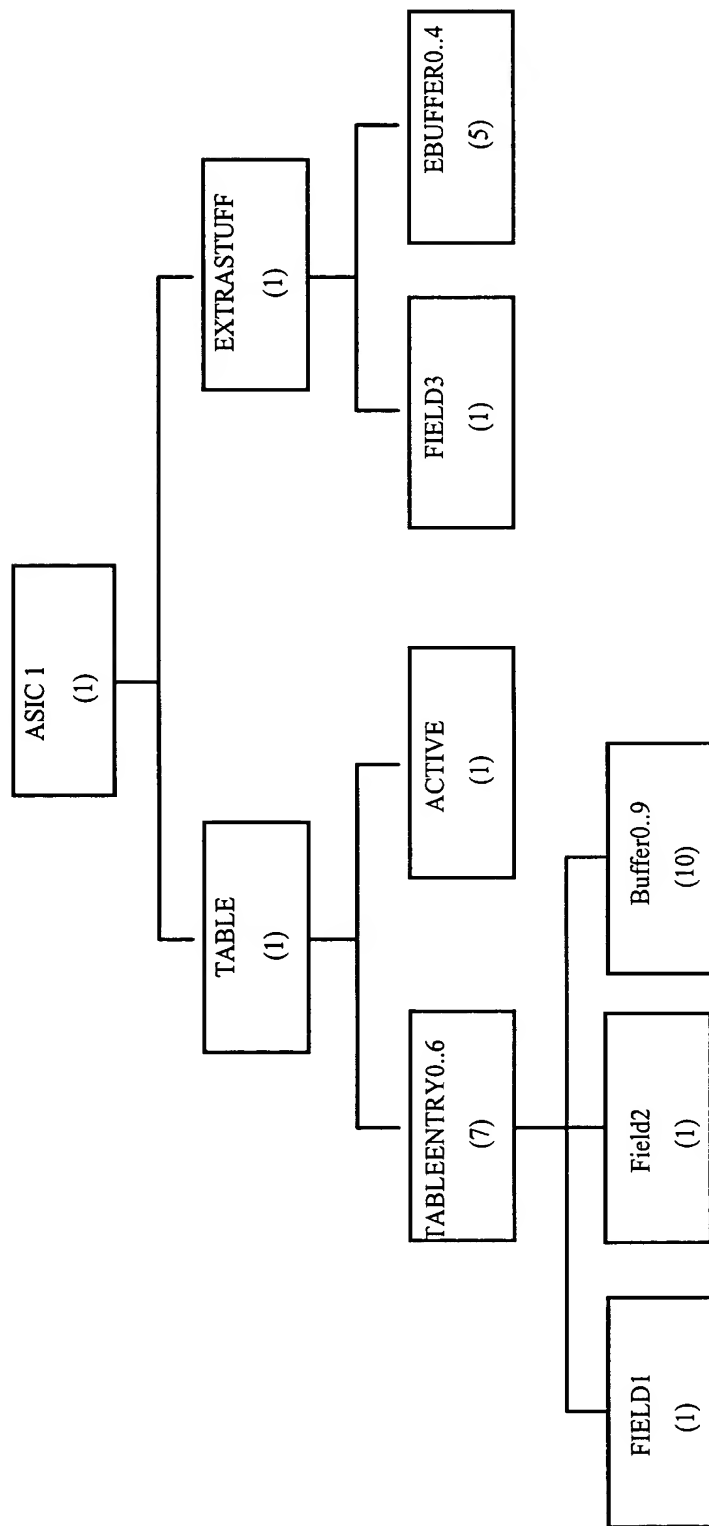 ASIC 1
(1)
TABLE
(1)
EXTRASTUFF
(1)
TABLEENTRY0..6
(7)
ACTIVE
(1)
FIELD3
(1)
EBUFFER0..4
(5)
FIELD1
(1)
Field2
(1)
Buffer0..9
(10)